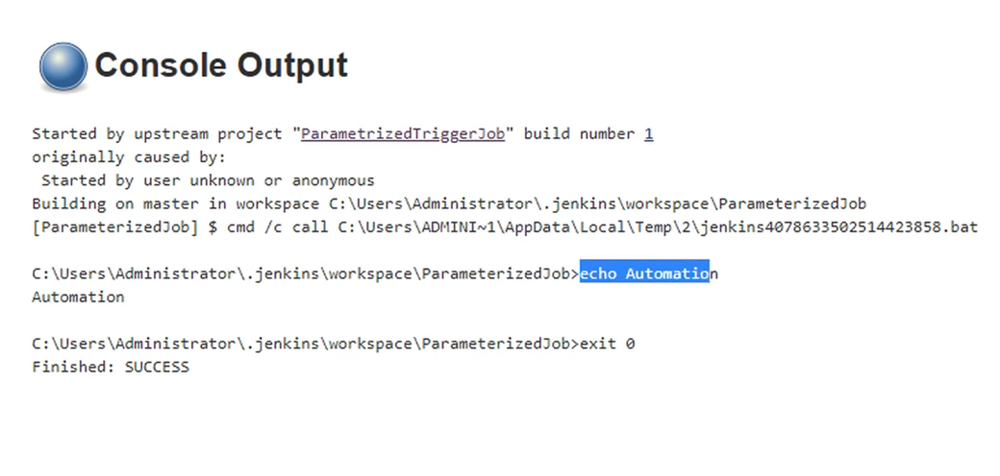 Console Output
Started by upstream project "ParametrizedTriggerJob" build number 1
originally caused by:
 Started by user unknown or anonymous
Building on master in workspace C:\Users\Administrator\.jenkins\workspace\ParameterizedJob
[ParameterizedJob] $ cmd /c call C:\Users\ADMINI~1\AppData\Local\Temp\2\jenkins4078633502514423858.bat
C:\Users\Administrator\.jenkins\workspace\ParameterizedJob>echo Automation
Automation
C:\Users\Administrator\.jenkins\workspace\ParameterizedJob>exit 0
Finished: SUCCESS